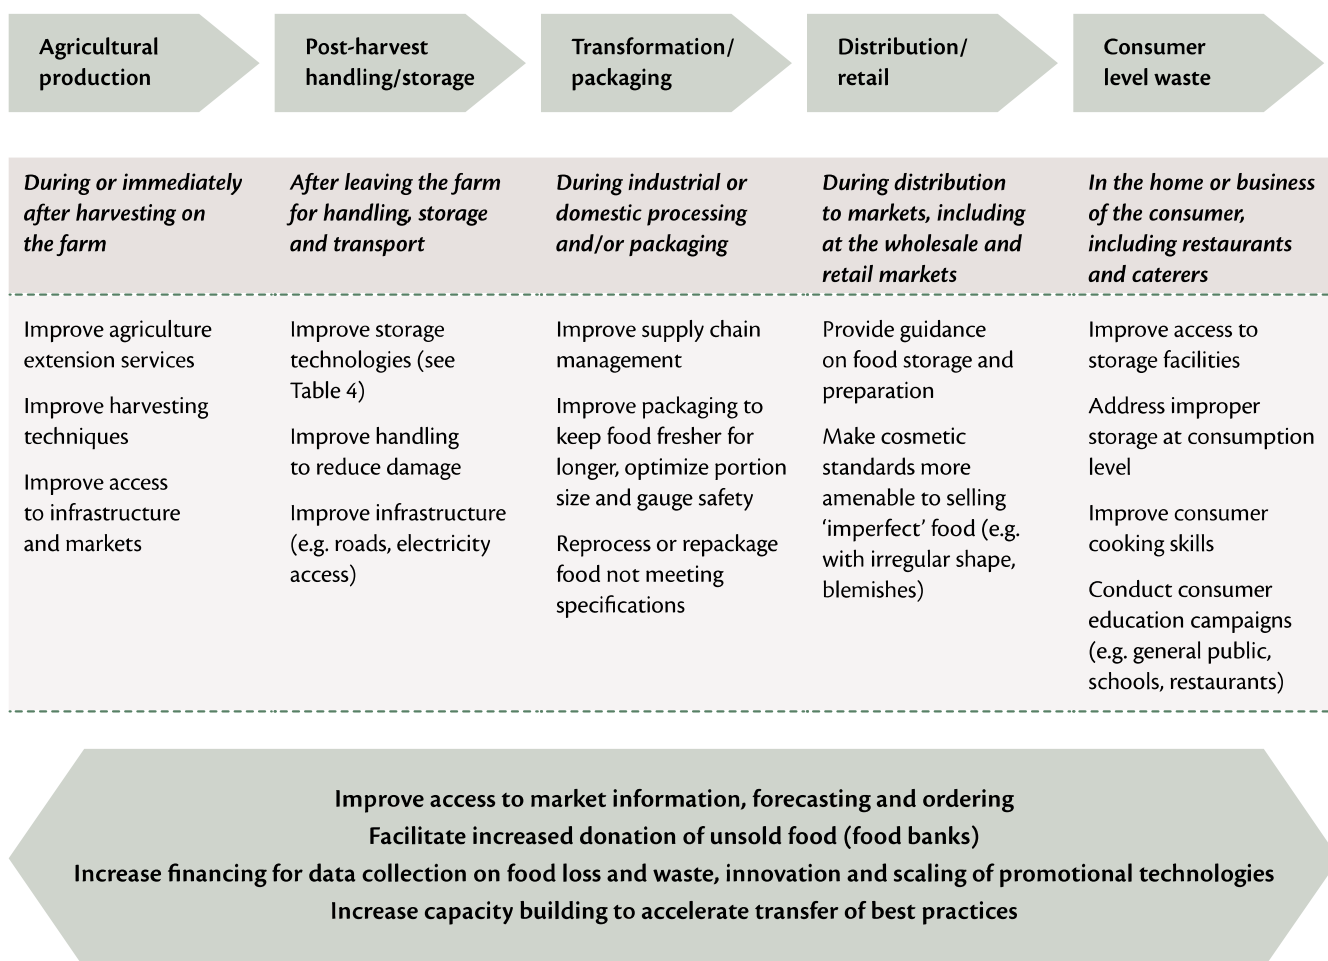 Agricultural
production
Post-harvest
handling/storage
Transformation/
packaging
Distribution/
retail
Consumer
level waste
During or immediately
after harvesting on
the farm
After leaving the farm
for handling, storage
and transport
During industrial or
domestic processing
and/or packaging
During distribution
to markets, including
at the wholesale and
retail markets
In the home or business
of the consumer,
including restaurants
and caterers
Improve agriculture
extension services
Improve harvesting
techniques
Improve access
to infrastructure
and markets
Improve storage
technologies (see
Table 4)
Improve handling
to reduce damage
Improve infrastructure
(e.g. roads, electricity
access)
Improve supply chain
management
Improve packaging to
keep food fresher for
longer, optimize portion
size and gauge safety
Reprocess or repackage
food not meeting
specifications
Provide guidance
on food storage and
preparation
Make cosmetic
standards more
amenable to selling
‘imperfect’ food (e.g.
with irregular shape,
blemishes)
Improve access to
storage facilities
Address improper
storage at consumption
level
Improve consumer
cooking skills
Conduct consumer
education campaigns
(e.g. general public,
schools, restaurants)
Improve access to market information, forecasting and ordering
Facilitate increased donation of unsold food (food banks)
Increase financing for data collection on food loss and waste, innovation and scaling of promotional technologies
Increase capacity building to accelerate transfer of best practices